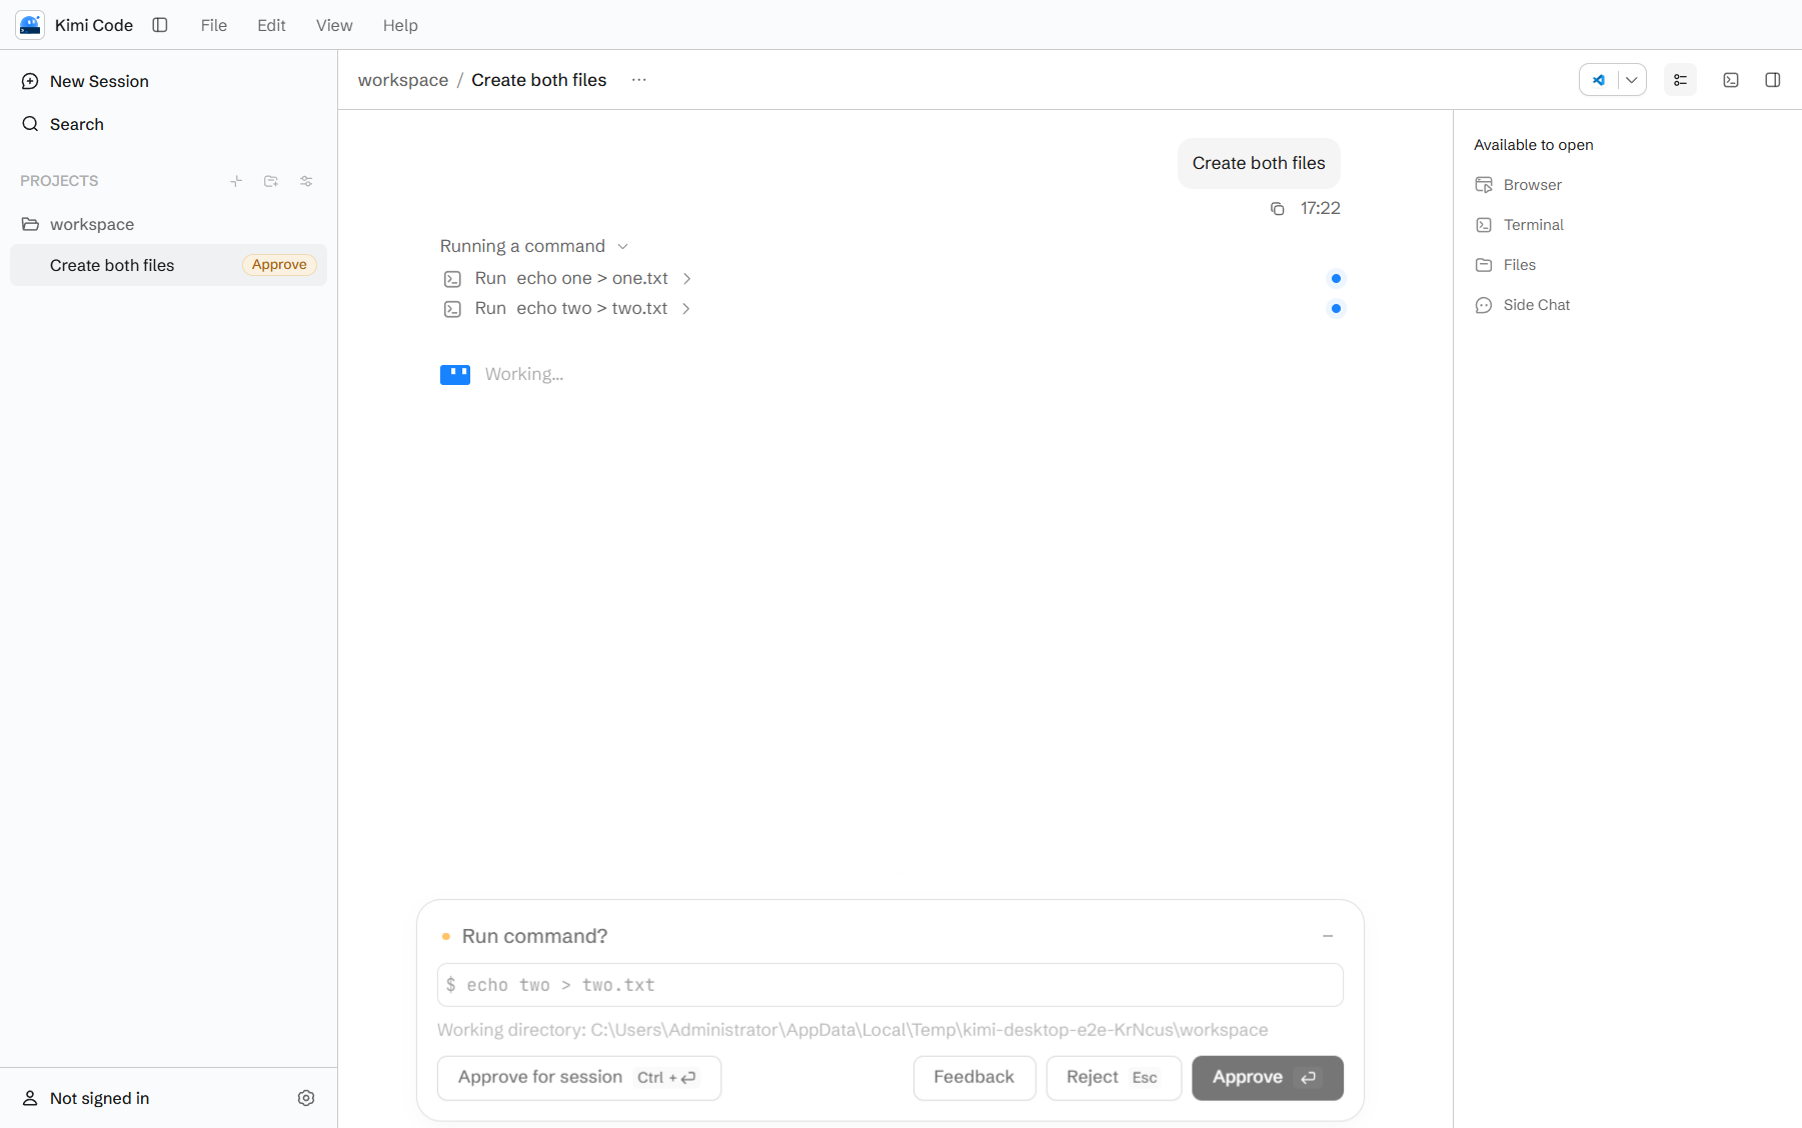 Kimi Code File Edit View Help
New Session
Search
PROJECTS
workspace
Create both files Approve
Not signed in
workspace / Create both files ...
Create both files
17:22
Running a command
Run echo one > one.txt
Run echo two > two.txt
Working...
Run command?
$ echo two > two.txt
Working directory: C:\Users\Administrator\AppData\Local\Temp\kimi-desktop-e2e-KrNcus\workspace
Approve for session Ctrl + ↵ Feedback Reject Esc Approve ↵
Available to open
Browser
Terminal
Files
Side Chat